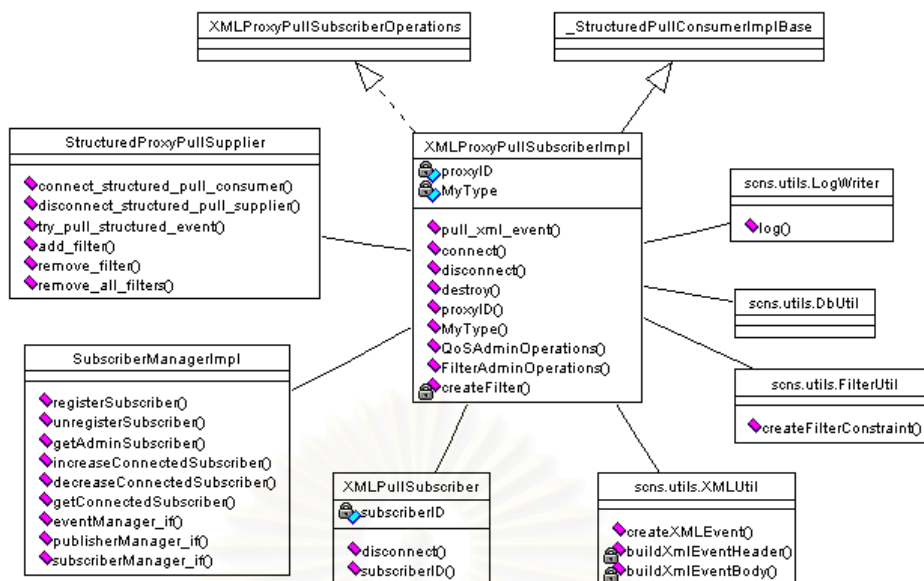 XMLProxyPullSubscriberOperations
_StructuredPullConsumerImplBase
StructuredProxyPullSupplier
connect_structured_pull_consumer()
disconnect_structured_pull_supplier()
try_pull_structured_event()
add_filter()
remove_filter()
remove_all_filters()
XMLProxyPullSubscriberImpl
proxyID
MyType
pull_xml_event()
connect()
disconnect()
destroy()
proxyID()
MyType()
QoSAdminOperations()
FilterAdminOperations()
createFilter()
scns.utils.LogWriter
log()
scns.utils.DbUtil
scns.utils.FilterUtil
createFilterConstraint()
SubscriberManagerImpl
registerSubscriber()
unregisterSubscriber()
getAdminSubscriber()
increaseConnectedSubscriber()
decreaseConnectedSubscriber()
getConnectedSubscriber()
eventManager_if()
publisherManager_if()
subscriberManager_if()
XMLPullSubscriber
subscriberID
disconnect()
subscriberID()
scns.utils.XMLUtil
createXMLEvent()
buildXmlEventHeader()
buildXmlEventBody()